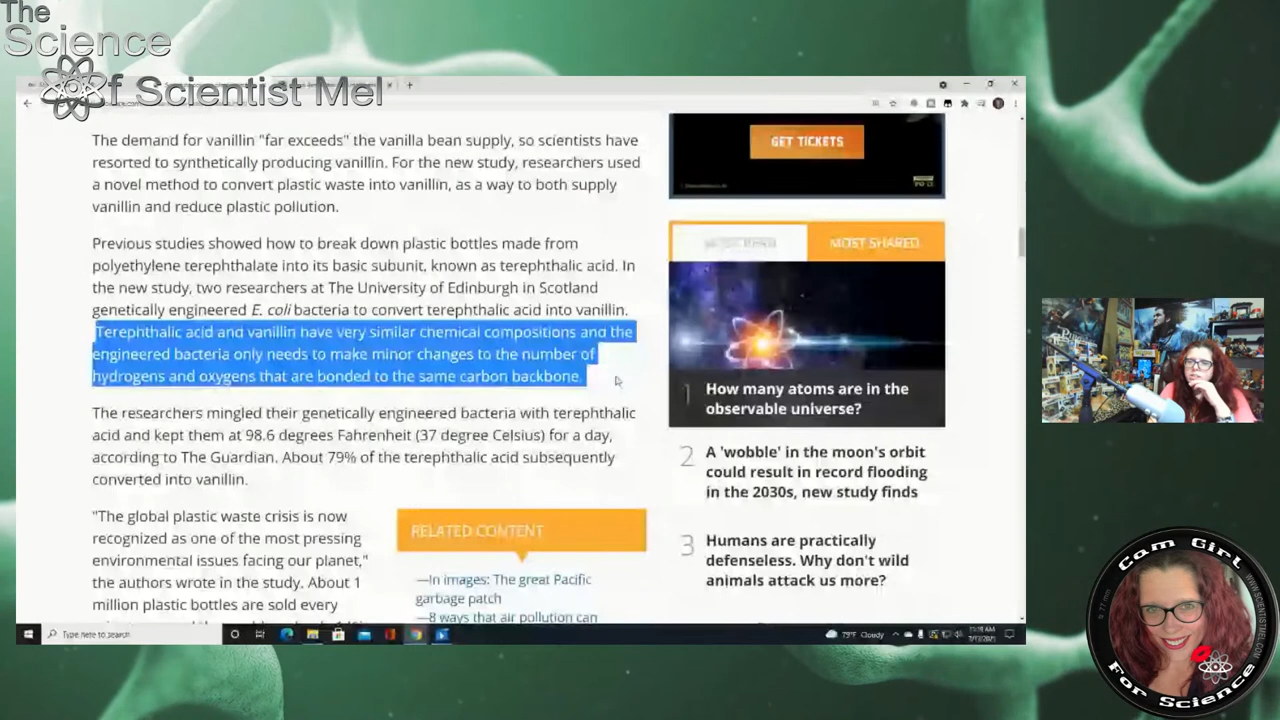 The
Science
of Scientist Mel
The demand for vanillin "far exceeds" the vanilla bean supply, so scientists have
resorted to synthetically producing vanillin. For the new study, researchers used
a novel method to convert plastic waste into vanillin, as a way to both supply
vanillin and reduce plastic pollution.
Previous studies showed how to break down plastic bottles made from
polyethylene terephthalate into its basic subunit, known as terephthalic acid. In
the new study, two researchers at The University of Edinburgh in Scotland
genetically engineered E. coli bacteria to convert terephthalic acid into vanillin.
Terephthalic acid and vanillin have very similar chemical compositions and the
engineered bacteria only needs to make minor changes to the number of
hydrogens and oxygens that are bonded to the same carbon backbone.
The researchers mingled their genetically engineered bacteria with terephthalic
acid and kept them at 98.6 degrees Fahrenheit (37 degree Celsius) for a day,
according to The Guardian. About 79% of the terephthalic acid subsequently
converted into vanillin.
"The global plastic waste crisis is now
recognized as one of the most pressing
environmental issues facing our planet,"
the authors wrote in the study. About 1
million plastic bottles are sold every
RELATED CONTENT
—In images: The great Pacific
garbage patch
—8 ways that air pollution can
GET TICKETS
MOST READ
MOST SHARED
1 How many atoms are in the
observable universe?
2 A 'wobble' in the moon's orbit
could result in record flooding
in the 2030s, new study finds
3 Humans are practically
defenseless. Why don't wild
animals attack us more?
Type here to search
79°F Cloudy
Cam Girl
For Science